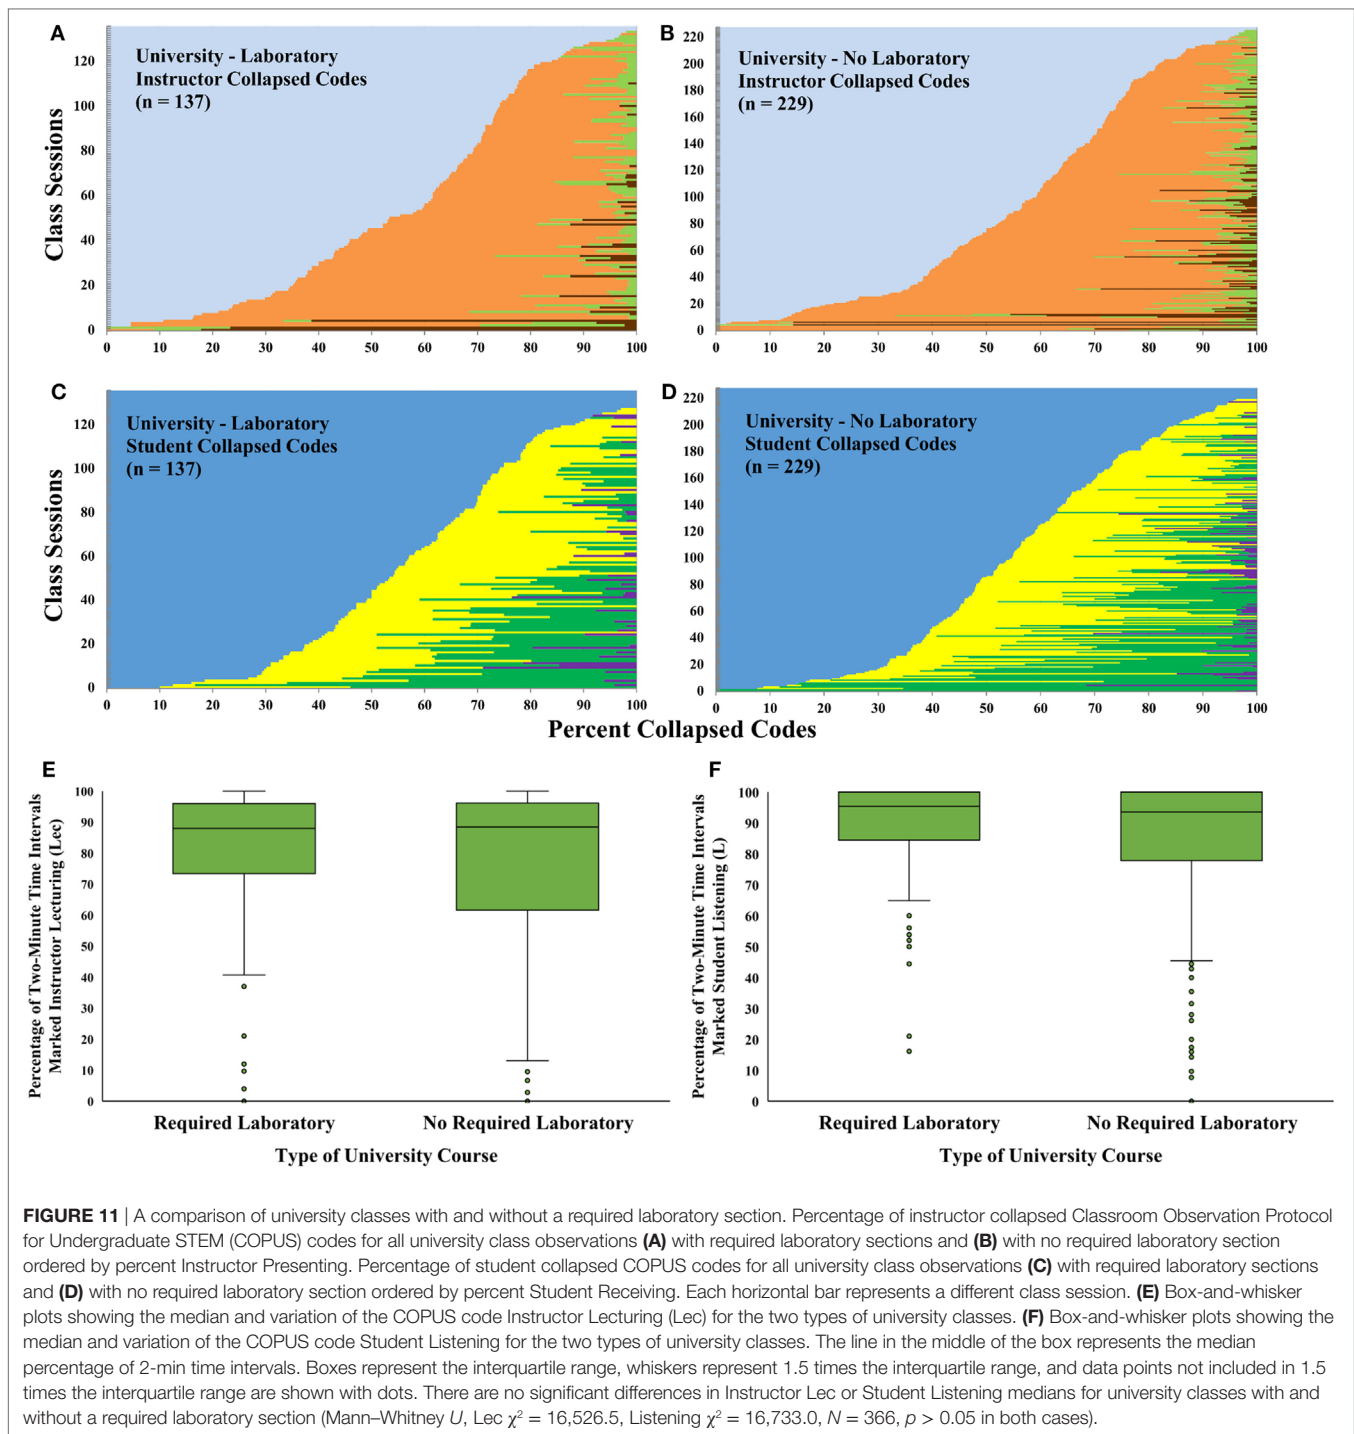 A
University - Laboratory
Instructor Collapsed Codes
(n = 137)
Class Sessions
120
100
80
60
40
20
0
0 10 20 30 40 50 60 70 80 90 100
B
University - No Laboratory
Instructor Collapsed Codes
(n = 229)
220
200
180
160
140
120
100
80
60
40
20
0
0 10 20 30 40 50 60 70 80 90 100
C
University - Laboratory
Student Collapsed Codes
(n = 137)
Class Sessions
120
100
80
60
40
20
0
0 10 20 30 40 50 60 70 80 90 100
D
University - No Laboratory
Student Collapsed Codes
(n = 229)
220
200
180
160
140
120
100
80
60
40
20
0
0 10 20 30 40 50 60 70 80 90 100
Percent Collapsed Codes
E
Percentage of Two-Minute Time Intervals
Marked Instructor Lecturing (Lec)
100
90
80
70
60
50
40
30
20
10
0
Required Laboratory No Required Laboratory
Type of University Course
F
Percentage of Two-Minute Time Intervals
Marked Student Listening (L)
100
90
80
70
60
50
40
30
20
10
0
Required Laboratory No Required Laboratory
Type of University Course
FIGURE 11 | A comparison of university classes with and without a required laboratory section. Percentage of instructor collapsed Classroom Observation Protocol
for Undergraduate STEM (COPUS) codes for all university class observations (A) with required laboratory sections and (B) with no required laboratory section
ordered by percent Instructor Presenting. Percentage of student collapsed COPUS codes for all university class observations (C) with required laboratory sections
and (D) with no required laboratory section ordered by percent Student Receiving. Each horizontal bar represents a different class session. (E) Box-and-whisker
plots showing the median and variation of the COPUS code Instructor Lecturing (Lec) for the two types of university classes. (F) Box-and-whisker plots showing the
median and variation of the COPUS code Student Listening for the two types of university classes. The line in the middle of the box represents the median
percentage of 2-min time intervals. Boxes represent the interquartile range, whiskers represent 1.5 times the interquartile range, and data points not included in 1.5
times the interquartile range are shown with dots. There are no significant differences in Instructor Lec or Student Listening medians for university classes with and
without a required laboratory section (Mann–Whitney U, Lec χ² = 16,526.5, Listening χ² = 16,733.0, N = 366, p > 0.05 in both cases).